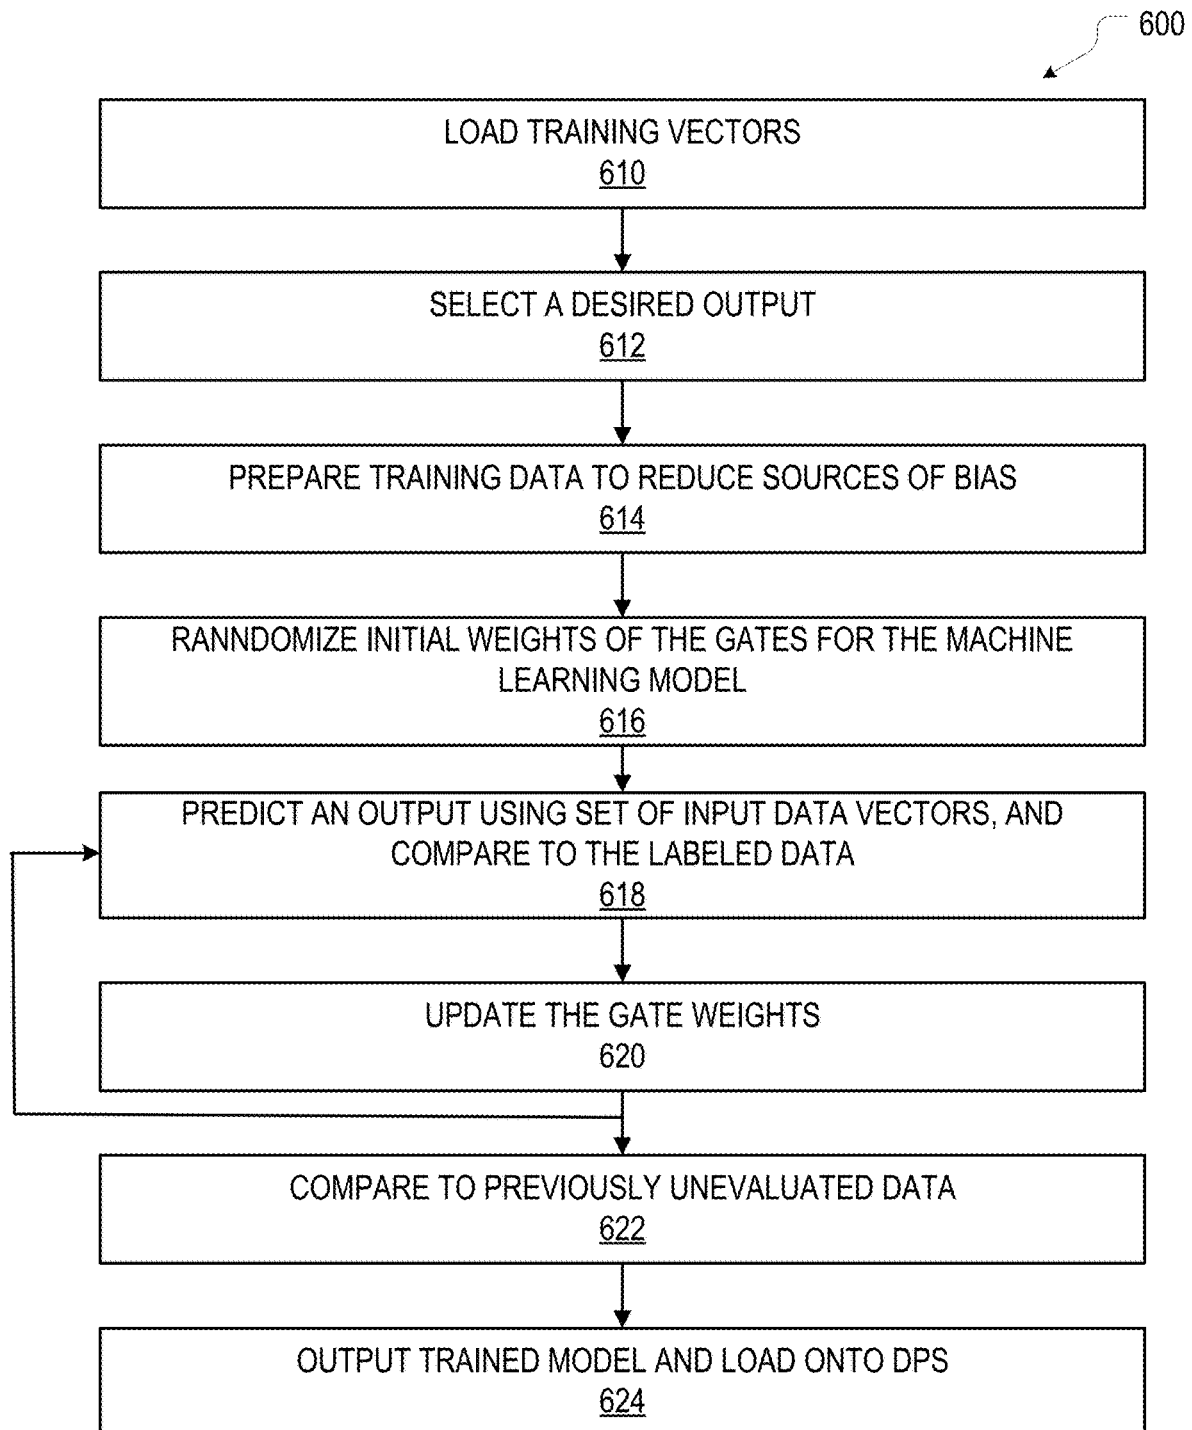 600
LOAD TRAINING VECTORS
610
SELECT A DESIRED OUTPUT
612
PREPARE TRAINING DATA TO REDUCE SOURCES OF BIAS
614
RANNDOMIZE INITIAL WEIGHTS OF THE GATES FOR THE MACHINE
LEARNING MODEL
616
PREDICT AN OUTPUT USING SET OF INPUT DATA VECTORS, AND
COMPARE TO THE LABELED DATA
618
UPDATE THE GATE WEIGHTS
620
COMPARE TO PREVIOUSLY UNEVALUATED DATA
622
OUTPUT TRAINED MODEL AND LOAD ONTO DPS
624